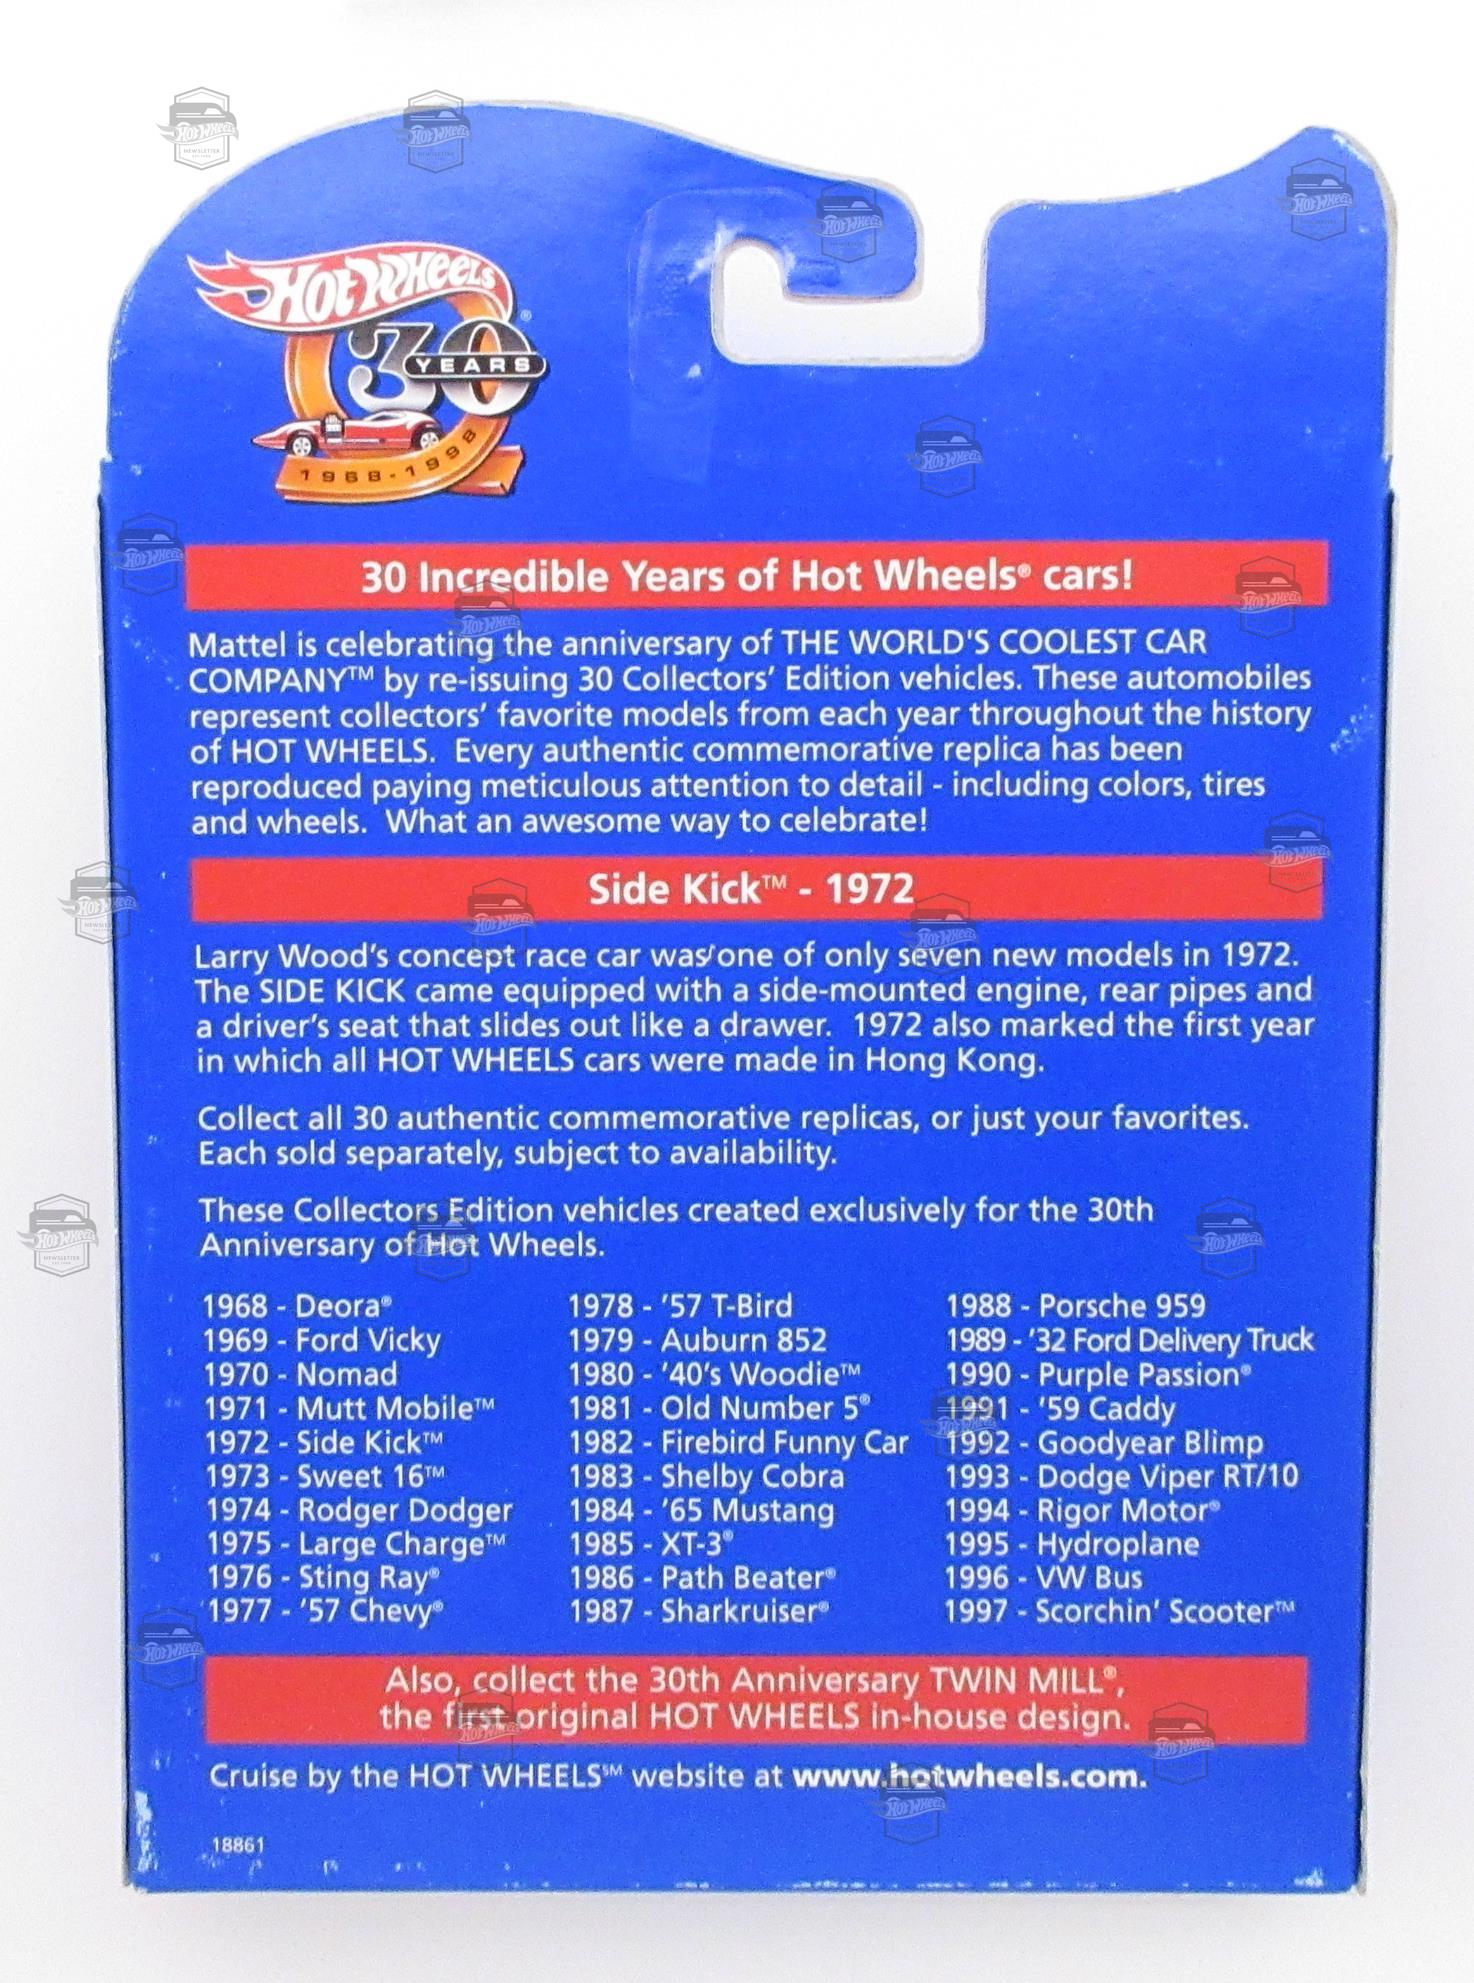 HOT WHEELS®
30
YEARS
1968-1998
30 Incredible Years of Hot Wheels® cars!
Mattel is celebrating the anniversary of THE WORLD'S COOLEST CAR
COMPANY™ by re-issuing 30 Collectors' Edition vehicles. These automobiles
represent collectors' favorite models from each year throughout the history
of HOT WHEELS. Every authentic commemorative replica has been
reproduced paying meticulous attention to detail - including colors, tires
and wheels. What an awesome way to celebrate!
Side Kick™ - 1972
Larry Wood's concept race car was one of only seven new models in 1972.
The SIDE KICK came equipped with a side-mounted engine, rear pipes and
a driver's seat that slides out like a drawer. 1972 also marked the first year
in which all HOT WHEELS cars were made in Hong Kong.
Collect all 30 authentic commemorative replicas, or just your favorites.
Each sold separately, subject to availability.
These Collectors Edition vehicles created exclusively for the 30th
Anniversary of Hot Wheels.
1968 - Deora®
1969 - Ford Vicky
1970 - Nomad
1971 - Mutt Mobile™
1972 - Side Kick™
1973 - Sweet 16™
1974 - Rodger Dodger
1975 - Large Charge™
1976 - Sting Ray®
1977 - '57 Chevy®
1978 - '57 T-Bird
1979 - Auburn 852
1980 - '40's Woodie™
1981 - Old Number 5®
1982 - Firebird Funny Car
1983 - Shelby Cobra
1984 - '65 Mustang
1985 - XT-3®
1986 - Path Beater®
1987 - Sharkruiser®
1988 - Porsche 959
1989 - '32 Ford Delivery Truck
1990 - Purple Passion®
1991 - '59 Caddy
1992 - Goodyear Blimp
1993 - Dodge Viper RT/10
1994 - Rigor Motor®
1995 - Hydroplane
1996 - VW Bus
1997 - Scorchin' Scooter™
Also, collect the 30th Anniversary TWIN MILL®,
the first original HOT WHEELS in-house design.
Cruise by the HOT WHEELS℠ website at www.hotwheels.com.
18861